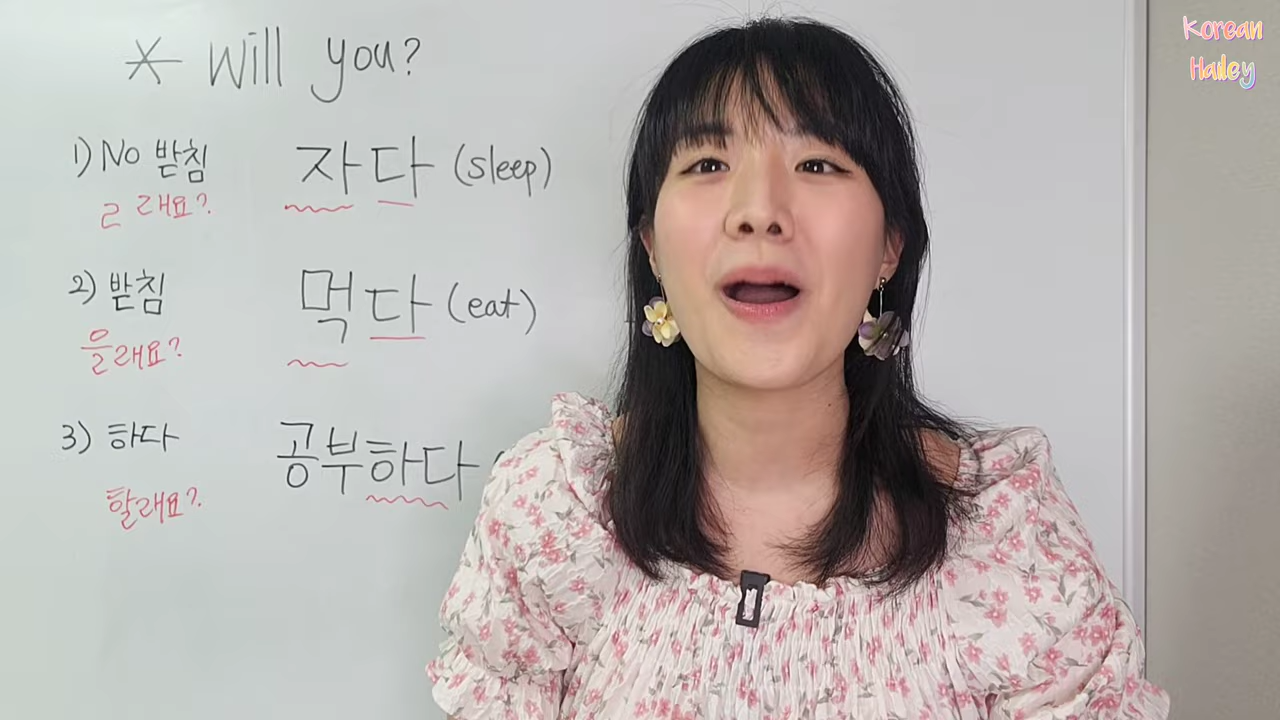 * Will you?
1) No 받침 자다 (sleep)
ㄹ래요?
2) 받침 먹다 (eat)
을래요?
3) 하다 공부하다
할래요?
Korean
Hailey